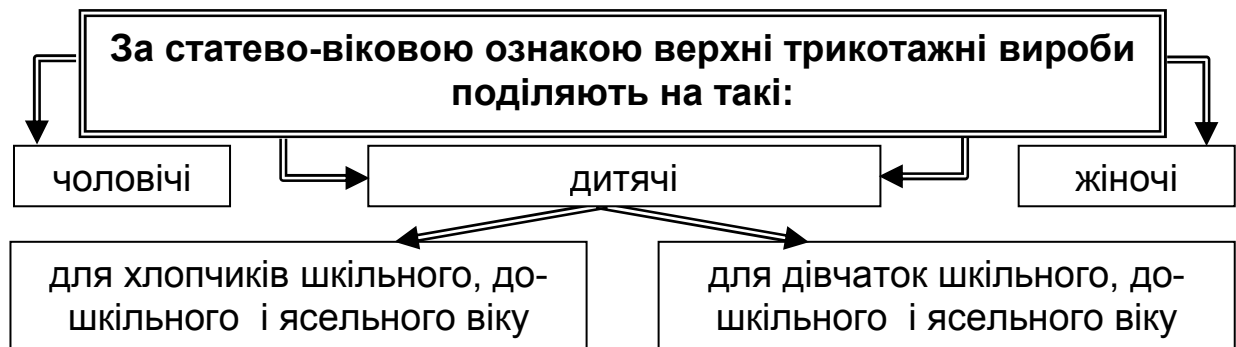 За статево-віковою ознакою верхні трикотажні вироби
поділяють на такі:
чоловічі
дитячі
жіночі
для хлопчиків шкільного, до-
шкільного і ясельного віку
для дівчаток шкільного, до-
шкільного і ясельного віку